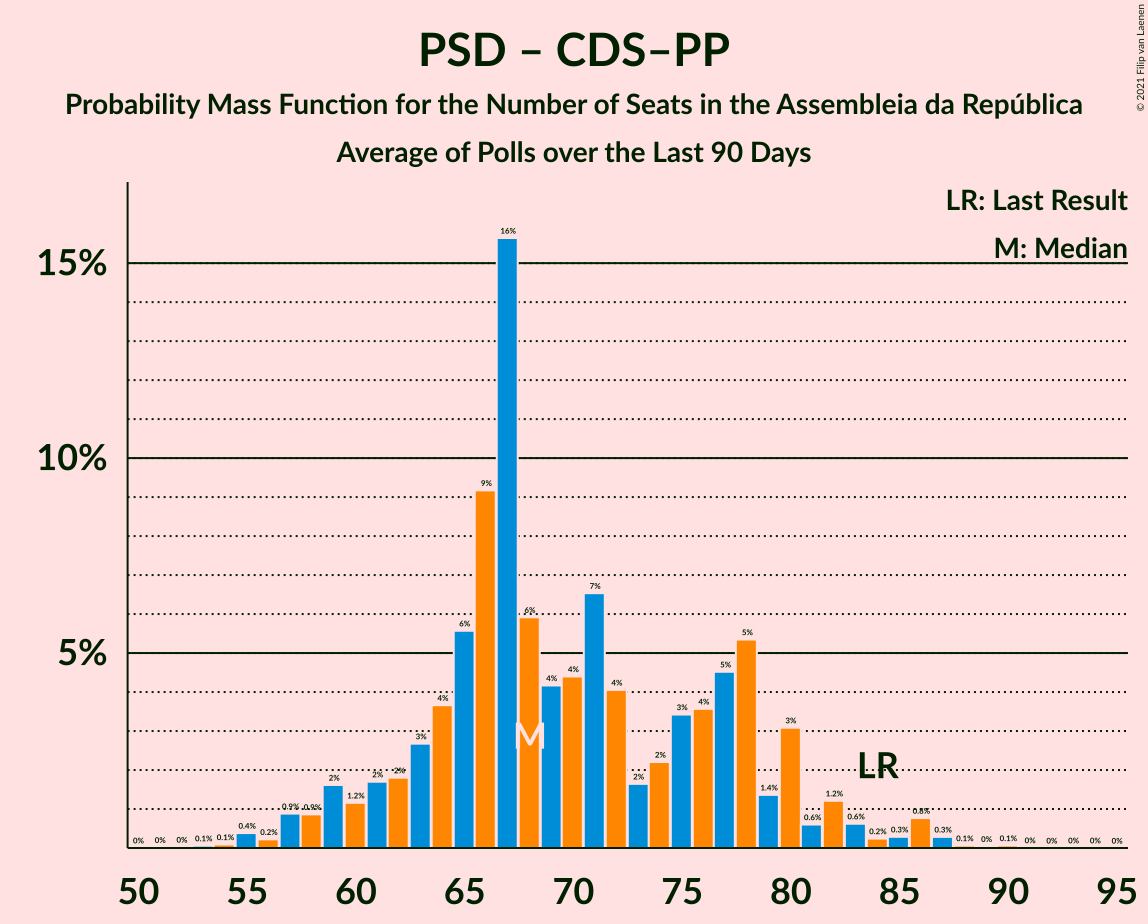 PSD – CDS–PP
Probability Mass Function for the Number of Seats in the Assembleia da República
Average of Polls over the Last 90 Days
© 2021 Filip van Laenen
LR: Last Result
M: Median
15%
10%
5%
0% 0% 0% 0.1% 0.1% 0.4% 0.2% 0.9% 0.9% 2% 1.2% 2% 2% 3% 4% 6% 9% 16% 6% 4% 4% 7% 4% 2% 2% 3% 4% 5% 5% 1.4% 3% 0.6% 1.2% 0.6% 0.2% 0.3% 0.8% 0.3% 0.1% 0% 0.1% 0% 0% 0% 0% 0%
M
LR
50 55 60 65 70 75 80 85 90 95